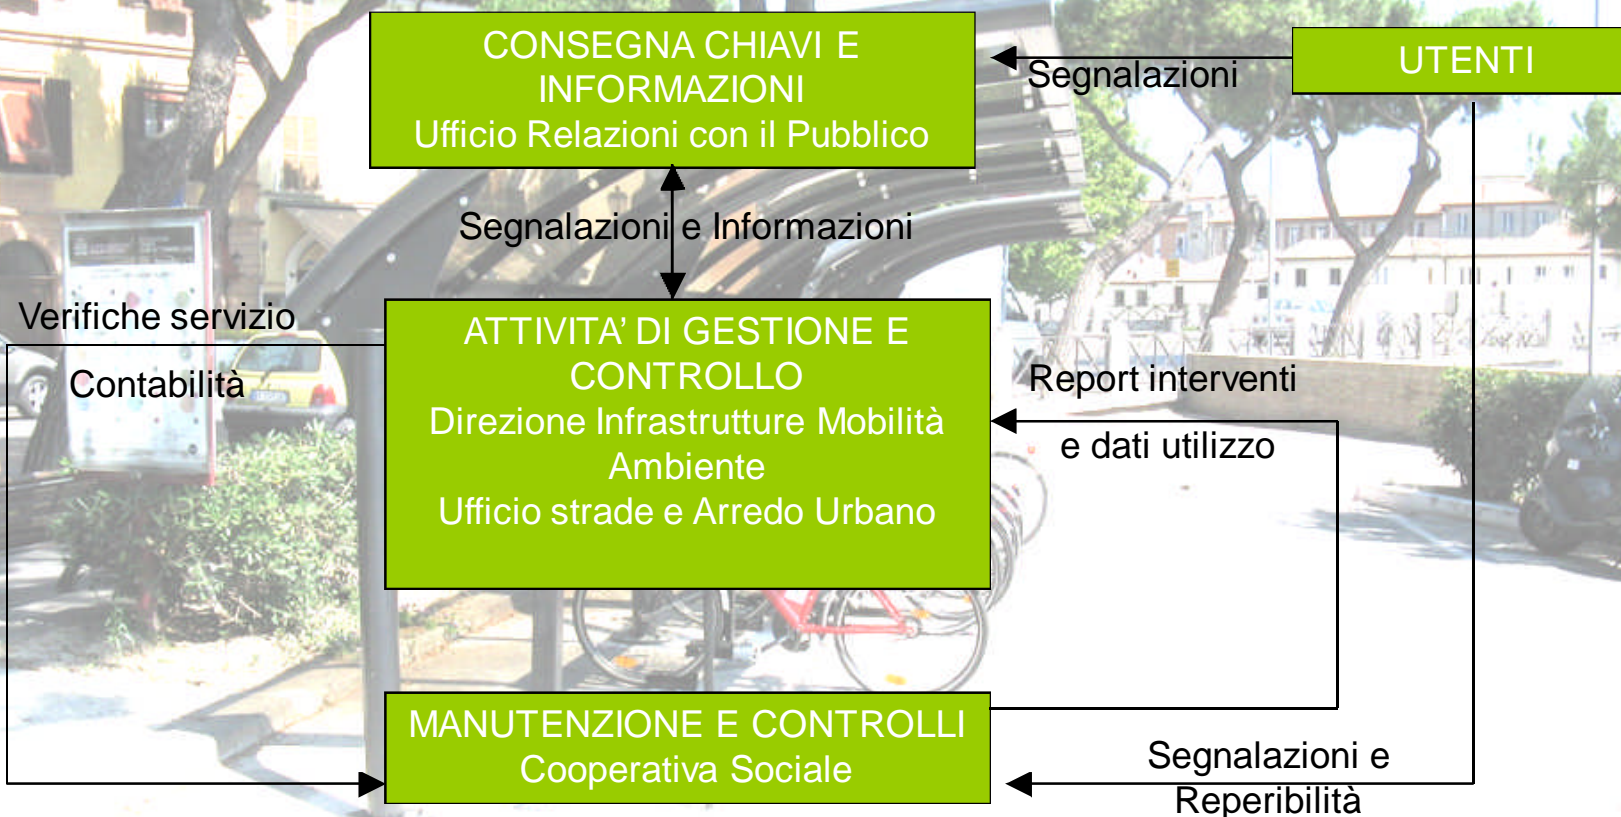 CONSEGNA CHIAVI E
INFORMAZIONI
Ufficio Relazioni con il Pubblico
Segnalazioni
UTENTI
Segnalazioni e Informazioni
Verifiche servizio
Contabilità
ATTIVITA’ DI GESTIONE E
CONTROLLO
Direzione Infrastrutture Mobilità
Ambiente
Ufficio strade e Arredo Urbano
Report interventi
e dati utilizzo
MANUTENZIONE E CONTROLLI
Cooperativa Sociale
Segnalazioni e
Reperibilità